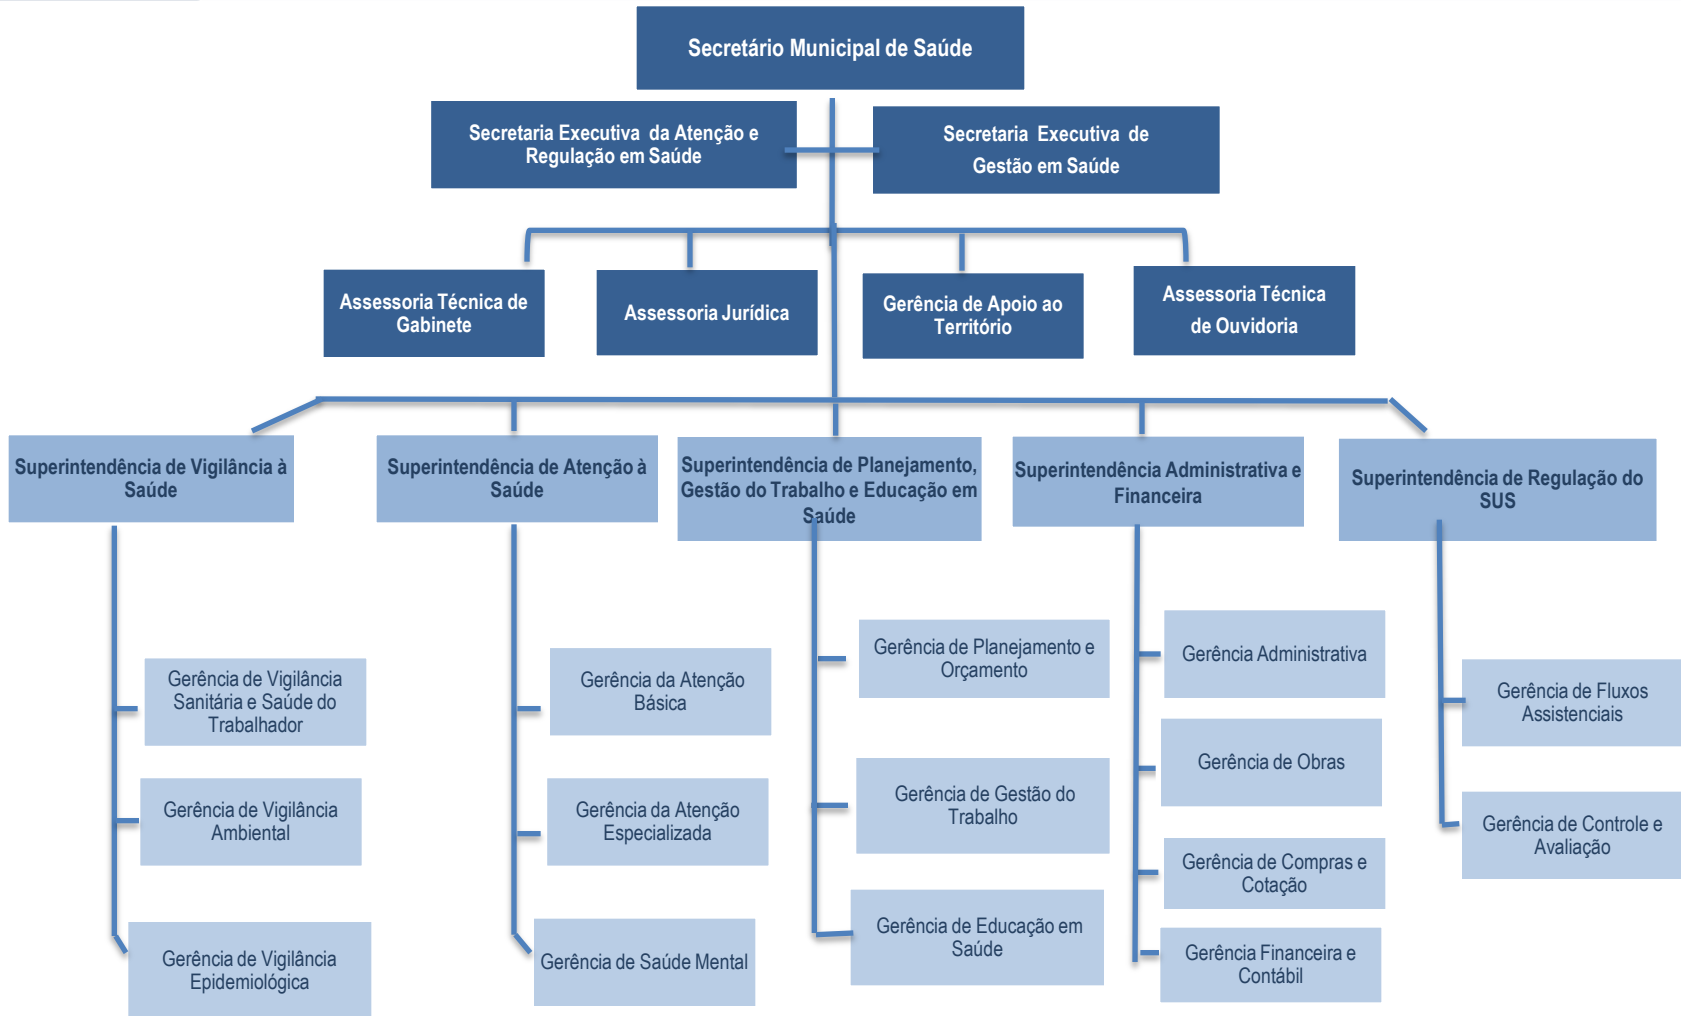 Secretário Municipal de Saúde
Secretaria Executiva da Atenção e
Regulação em Saúde
Secretaria Executiva de
Gestão em Saúde
Assessoria Técnica de
Gabinete
Assessoria Jurídica
Gerência de Apoio ao
Território
Assessoria Técnica
de Ouvidoria
Superintendência de Vigilância à
Saúde
Superintendência de Atenção à
Saúde
Superintendência de Planejamento,
Gestão do Trabalho e Educação em
Saúde
Superintendência Administrativa e
Financeira
Superintendência de Regulação do
SUS
Gerência de Vigilância
Sanitária e Saúde do
Trabalhador
Gerência de Vigilância
Ambiental
Gerência de Vigilância
Epidemiológica
Gerência da Atenção
Básica
Gerência da Atenção
Especializada
Gerência de Saúde Mental
Gerência de Planejamento e
Orçamento
Gerência de Gestão do
Trabalho
Gerência de Educação em
Saúde
Gerência Administrativa
Gerência de Obras
Gerência de Compras e
Cotação
Gerência Financeira e
Contábil
Gerência de Fluxos
Assistenciais
Gerência de Controle e
Avaliação